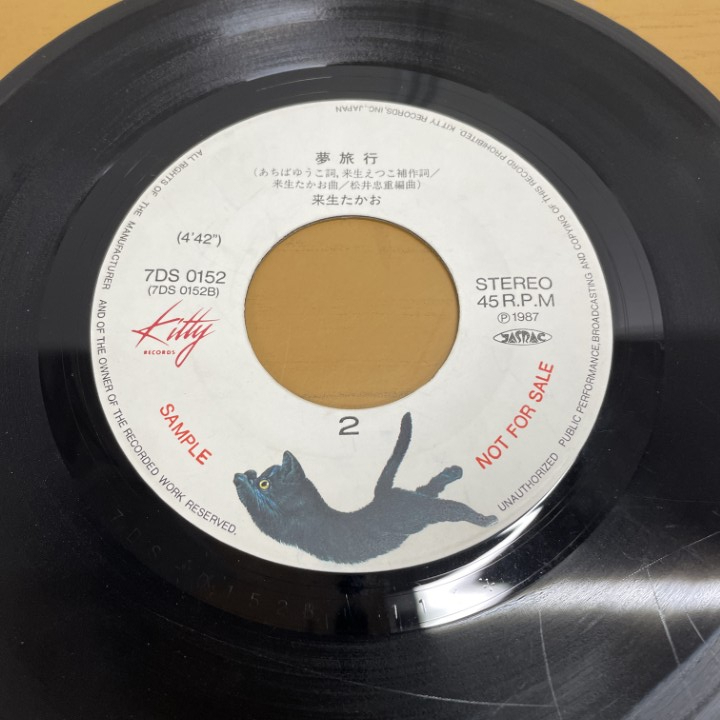 夢旅行
(あちばゆうこ詞、来生えつこ補作詞/
来生たかお曲/松井忠重編曲)
来生たかお
(4'42")
7DS 0152
(7DS 0152B)
Kitty
RECORDS
STEREO
45 R.P.M
Ⓟ 1987
JASRAC
SAMPLE
NOT FOR SALE
2
ALL RIGHTS OF THE MANUFACTURER AND OF THE OWNER OF THE RECORDED WORK RESERVED.
UNAUTHORIZED PUBLIC PERFORMANCE, BROADCASTING AND COPYING OF THIS RECORD PROHIBITED. KITTY RECORDS, INC., JAPAN